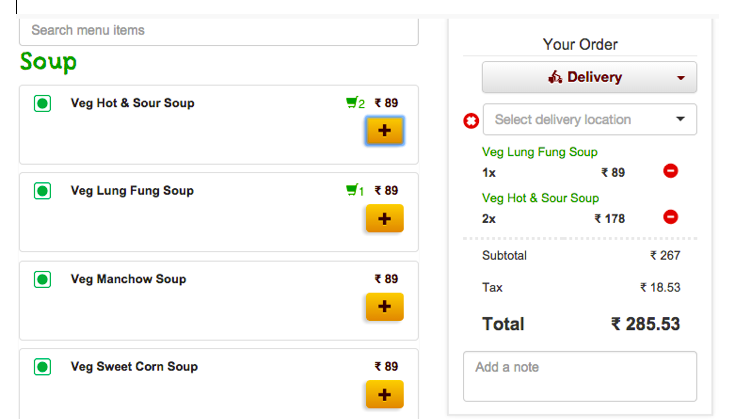 Search menu items
Soup
Veg Hot & Sour Soup 2 ₹ 89
+
Veg Lung Fung Soup 1 ₹ 89
+
Veg Manchow Soup ₹ 89
+
Veg Sweet Corn Soup ₹ 89
+
Your Order
Delivery
Select delivery location
Veg Lung Fung Soup
1x ₹ 89
Veg Hot & Sour Soup
2x ₹ 178
Subtotal ₹ 267
Tax ₹ 18.53
Total ₹ 285.53
Add a note